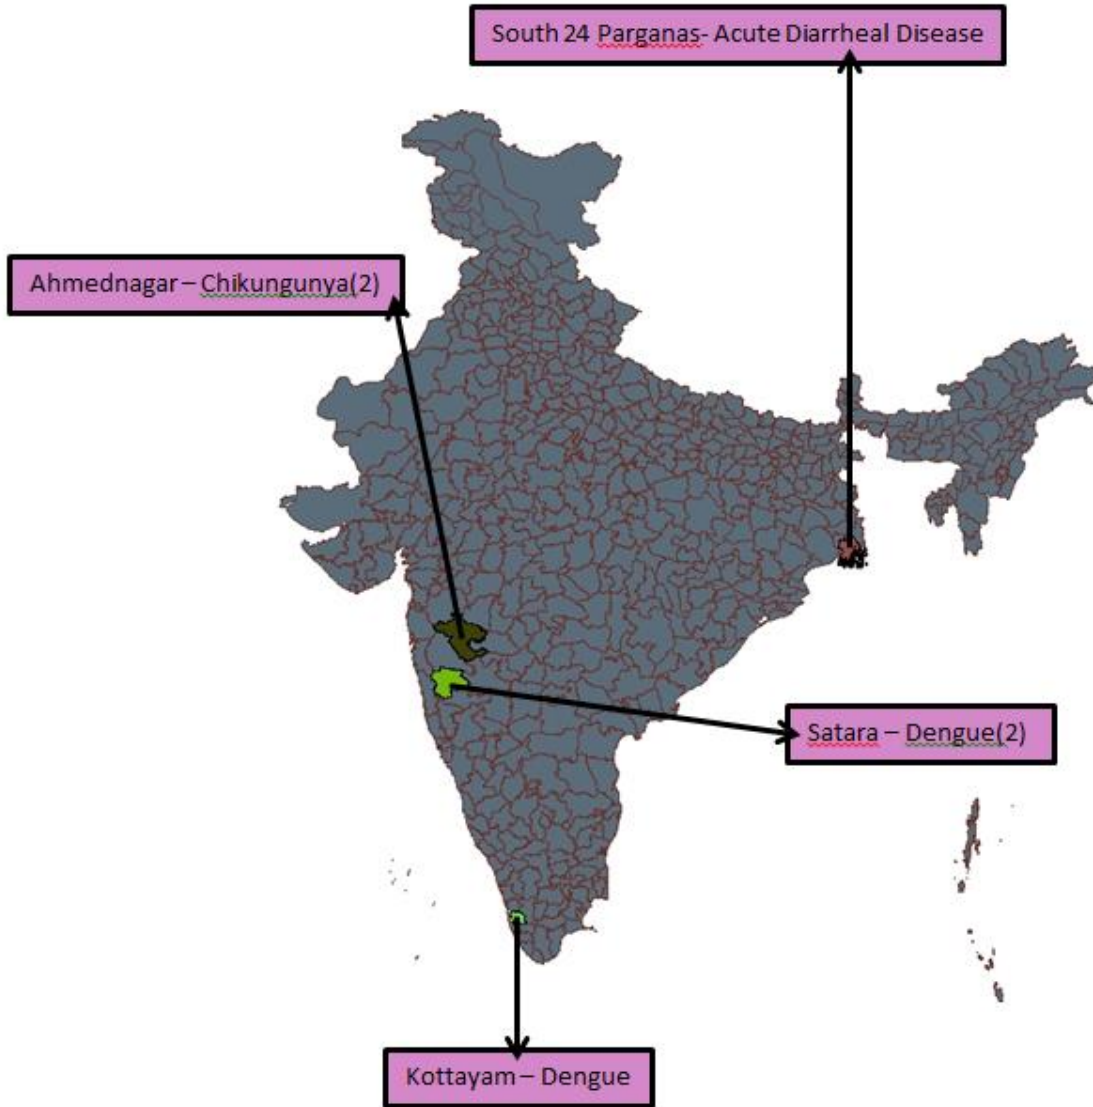 South 24 Parganas- Acute Diarrheal Disease
Ahmednagar – Chikungunya(2)
Satara – Dengue(2)
Kottayam – Dengue